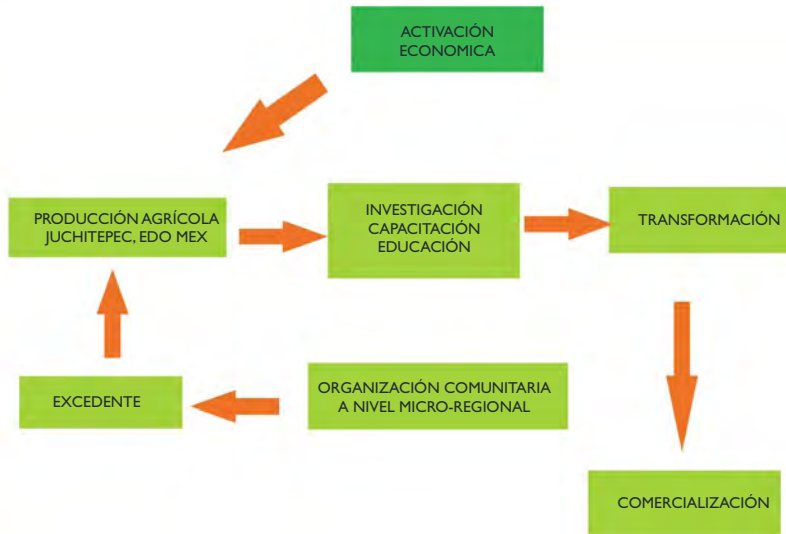 ACTIVACIÓN
ECONOMICA
PRODUCCIÓN AGRÍCOLA
JUCHITEPEC, EDO MEX
INVESTIGACIÓN
CAPACITACIÓN
EDUCACIÓN
TRANSFORMACIÓN
EXCEDENTE
ORGANIZACIÓN COMUNITARIA
A NIVEL MICRO-REGIONAL
COMERCIALIZACIÓN